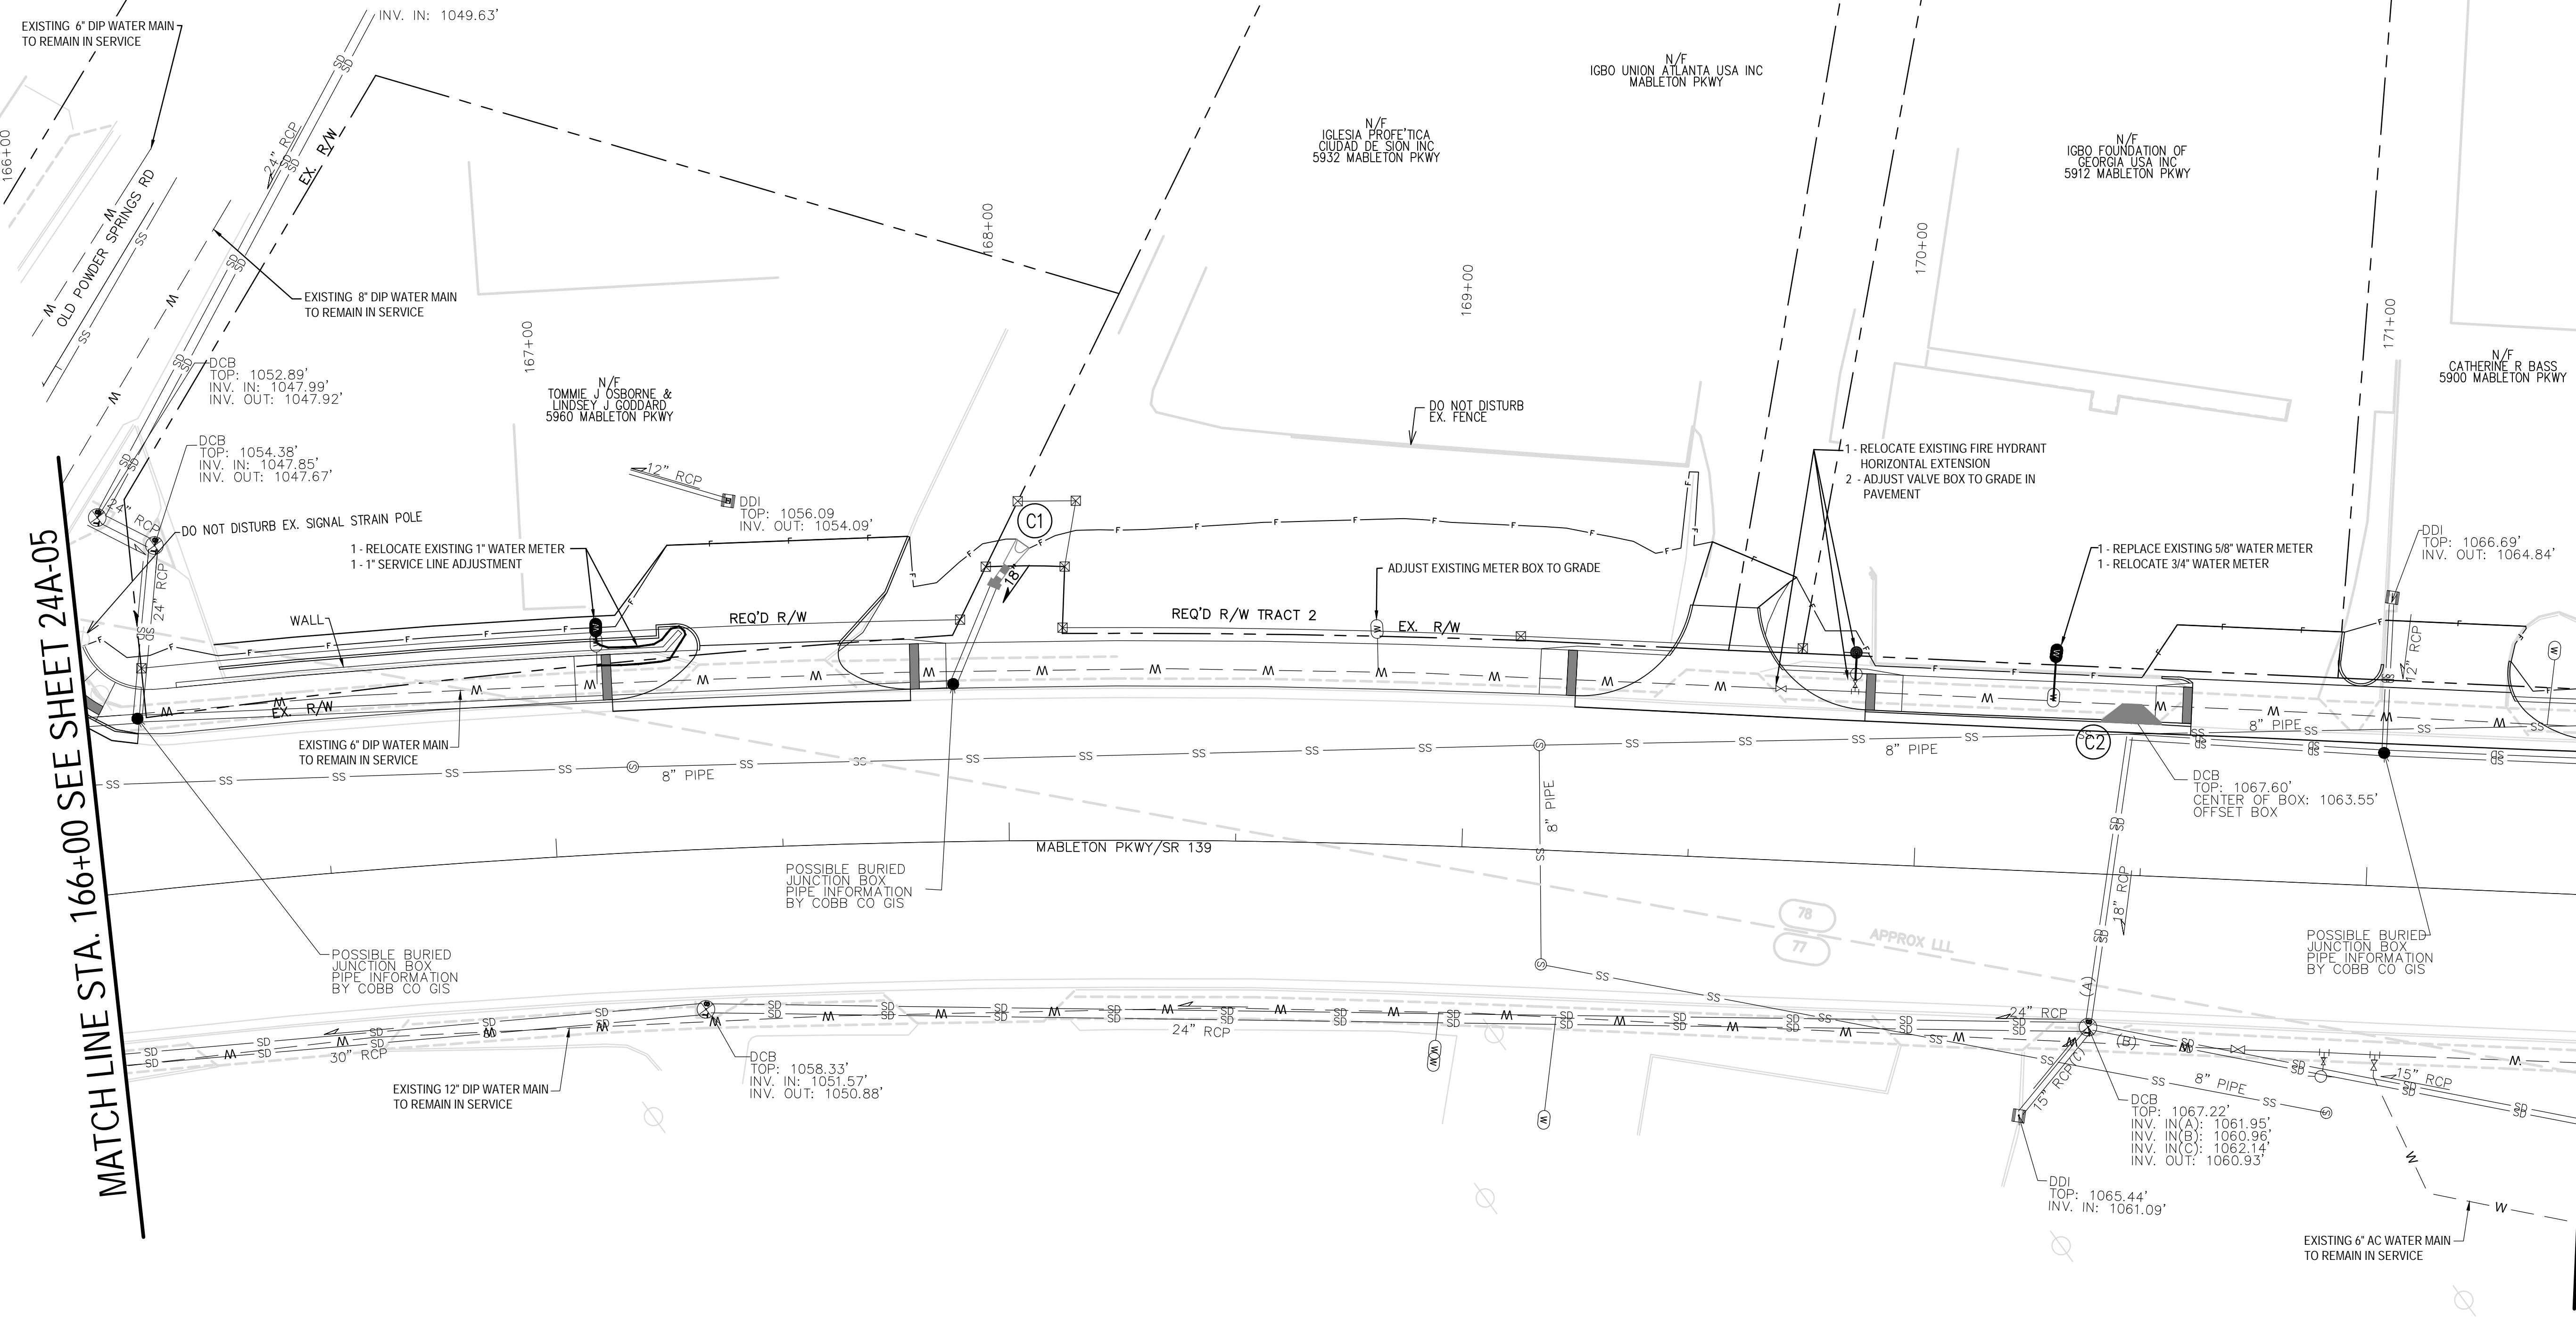 EXISTING 6" DIP WATER MAIN
TO REMAIN IN SERVICE
INV. IN: 1049.63'
166+00
24" RCP
EX. R/W
OLD POWDER SPRINGS RD
EXISTING 8" DIP WATER MAIN
TO REMAIN IN SERVICE
DCB
TOP: 1052.89'
INV. IN: 1047.99'
INV. OUT: 1047.92'
DCB
TOP: 1054.38'
INV. IN: 1047.85'
INV. OUT: 1047.67'
24" RCP
24" RCP
DO NOT DISTURB EX. SIGNAL STRAIN POLE
1 - RELOCATE EXISTING 1" WATER METER
1 - 1" SERVICE LINE ADJUSTMENT
WALL
167+00
N/F
TOMMIE J OSBORNE &
LINDSEY J GODDARD
5960 MABLETON PKWY
12" RCP
DDI
TOP: 1056.09
INV. OUT: 1054.09'
REQ'D R/W
168+00
C1
18"
N/F
IGLESIA PROFE'TICA
CIUDAD DE SION INC
5932 MABLETON PKWY
N/F
IGBO UNION ATLANTA USA INC
MABLETON PKWY
169+00
DO NOT DISTURB
EX. FENCE
ADJUST EXISTING METER BOX TO GRADE
REQ'D R/W TRACT 2
EX. R/W
1 - RELOCATE EXISTING FIRE HYDRANT
HORIZONTAL EXTENSION
2 - ADJUST VALVE BOX TO GRADE IN
PAVEMENT
170+00
N/F
IGBO FOUNDATION OF
GEORGIA USA INC
5912 MABLETON PKWY
1 - REPLACE EXISTING 5/8" WATER METER
1 - RELOCATE 3/4" WATER METER
171+00
N/F
CATHERINE R BASS
5900 MABLETON PKWY
DDI
TOP: 1066.69'
INV. OUT: 1064.84'
12" RCP
EX. R/W
EXISTING 6" DIP WATER MAIN
TO REMAIN IN SERVICE
8" PIPE
8" PIPE
8" PIPE
8" PIPE
C2
DCB
TOP: 1067.60'
CENTER OF BOX: 1063.55'
OFFSET BOX
MATCH LINE STA. 166+00 SEE SHEET 24A-05
MABLETON PKWY/SR 139
POSSIBLE BURIED
JUNCTION BOX
PIPE INFORMATION
BY COBB CO GIS
POSSIBLE BURIED
JUNCTION BOX
PIPE INFORMATION
BY COBB CO GIS
POSSIBLE BURIED
JUNCTION BOX
PIPE INFORMATION
BY COBB CO GIS
78
77
APPROX LLL
18" RCP
(A)
24" RCP
(B)
(C)
15" RCP
15" RCP
8" PIPE
30" RCP
24" RCP
DCB
TOP: 1058.33'
INV. IN: 1051.57'
INV. OUT: 1050.88'
EXISTING 12" DIP WATER MAIN
TO REMAIN IN SERVICE
DCB
TOP: 1067.22'
INV. IN(A): 1061.95'
INV. IN(B): 1060.96'
INV. IN(C): 1062.14'
INV. OUT: 1060.93'
DDI
TOP: 1065.44'
INV. IN: 1061.09'
EXISTING 6" AC WATER MAIN
TO REMAIN IN SERVICE